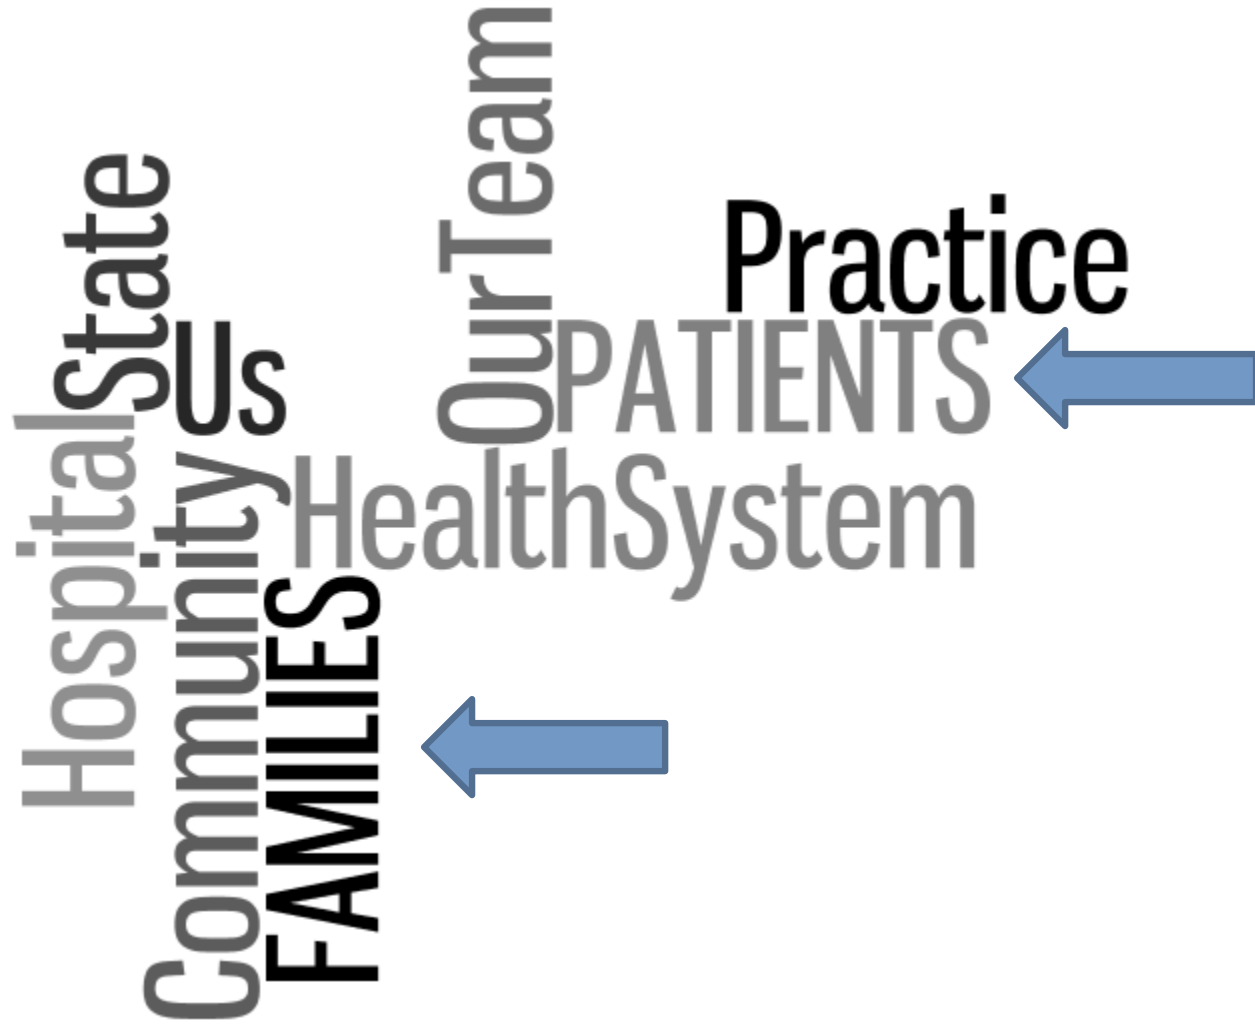 OurTeam
State
Practice
Us
PATIENTS
Hospital
Community
HealthSystem
FAMILIES